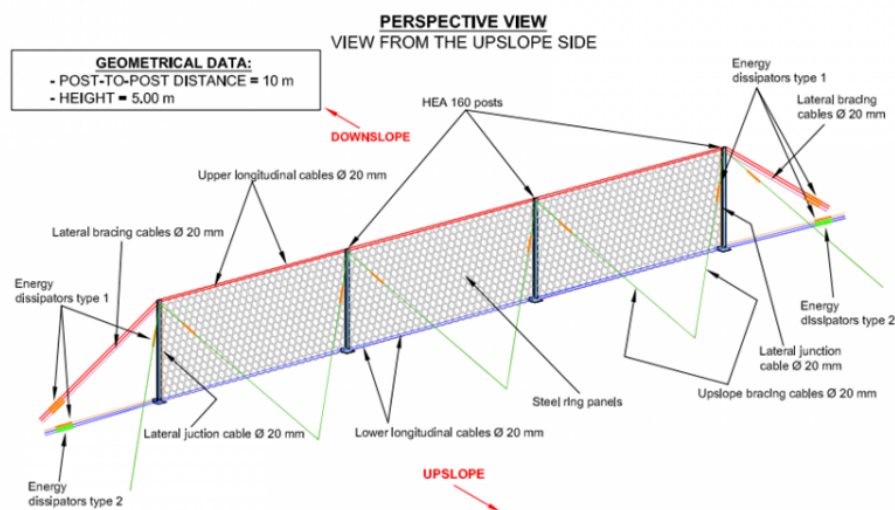 PERSPECTIVE VIEW
VIEW FROM THE UPSLOPE SIDE
GEOMETRICAL DATA:
- POST-TO-POST DISTANCE = 10 m
- HEIGHT = 5.00 m
DOWNSLOPE
HEA 160 posts
Energy
dissipators type 1
Lateral bracing
cables Ø 20 mm
Upper longitudinal cables Ø 20 mm
Lateral bracing cables Ø 20 mm
Energy
dissipators type 1
Energy
dissipators type 2
Lateral junction
cable Ø 20 mm
Upslope bracing cables Ø 20 mm
Steel ring panels
Lower longitudinal cables Ø 20 mm
Lateral juction cable Ø 20 mm
Energy
dissipators type 2
UPSLOPE